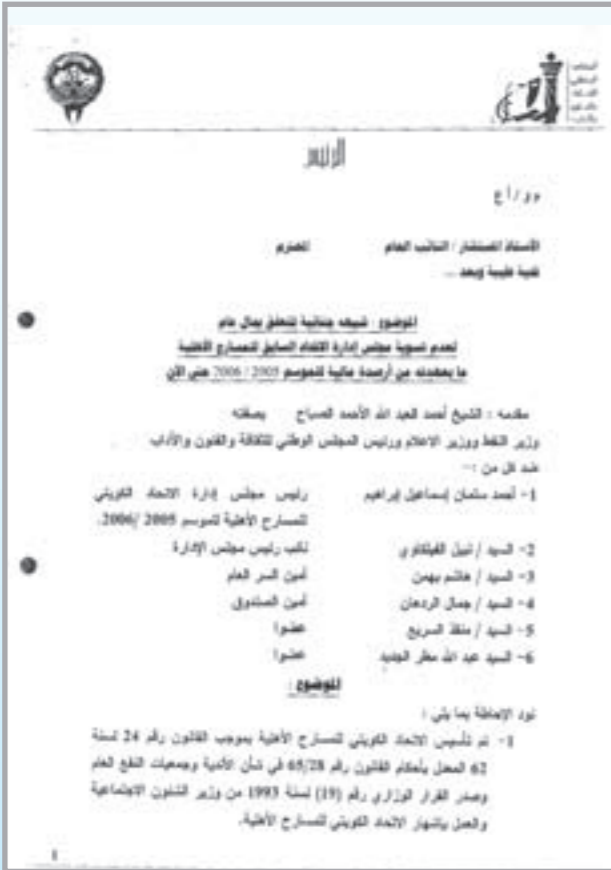 الرئيس
الأستاذ المستشار / النائب العام المحترم
تحية طيبة وبعد ...
الموضوع : شبهه جنائية تتعلق بمال عام
لعدم تسوية مجلس إدارة الاتحاد السابق للمسارح الأهلية
ما بعهدته من أرصدة مالية للموسم 2005 / 2006 حتى الآن
مقدمه : الشيخ أحمد العبد الله الأحمد الصباح بصفته
وزير النفط ووزير الاعلام ورئيس المجلس الوطني للثقافة والفنون والآداب
ضد كل من :-
1- أحمد سلمان إسماعيل إبراهيم رئيس مجلس إدارة الاتحاد الكويتي
للمسارح الأهلية للموسم 2005 /2006.
2- السيد / نبيل الفيلكاوي نائب رئيس مجلس الإدارة
3- السيد / هاشم بهمن أمين السر العام
4- السيد / جمال الردهان أمين الصندوق
5- السيد / منقذ السريع عضوا
6- السيد عبد الله مطر الجديد عضوا
الموضوع :
نود الإحاطة بما يلي :
1- تم تأسيس الاتحاد الكويتي للمسارح الأهلية بموجب القانون رقم 24 لسنة
62 المعدل بأحكام القانون رقم 65/28 في شأن الأندية وجمعيات النفع العام
وصدر القرار الوزاري رقم (19) لسنة 1993 من وزير الشئون الاجتماعية
والعمل بإشهار الاتحاد الكويتي للمسارح الأهلية.
1